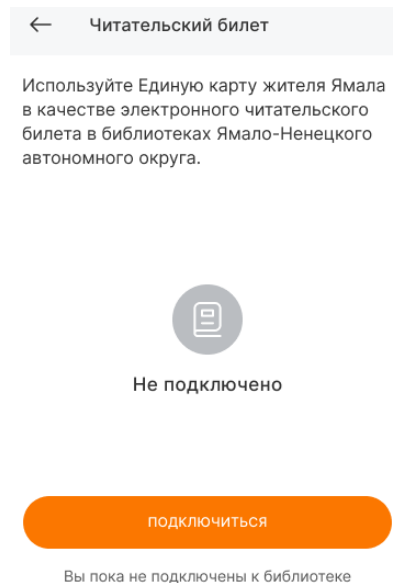 Читательский билет
Используйте Единую карту жителя Ямала
в качестве электронного читательского
билета в библиотеках Ямало-Ненецкого
автономного округа.
Не подключено
ПОДКЛЮЧИТЬСЯ
Вы пока не подключены к библиотеке